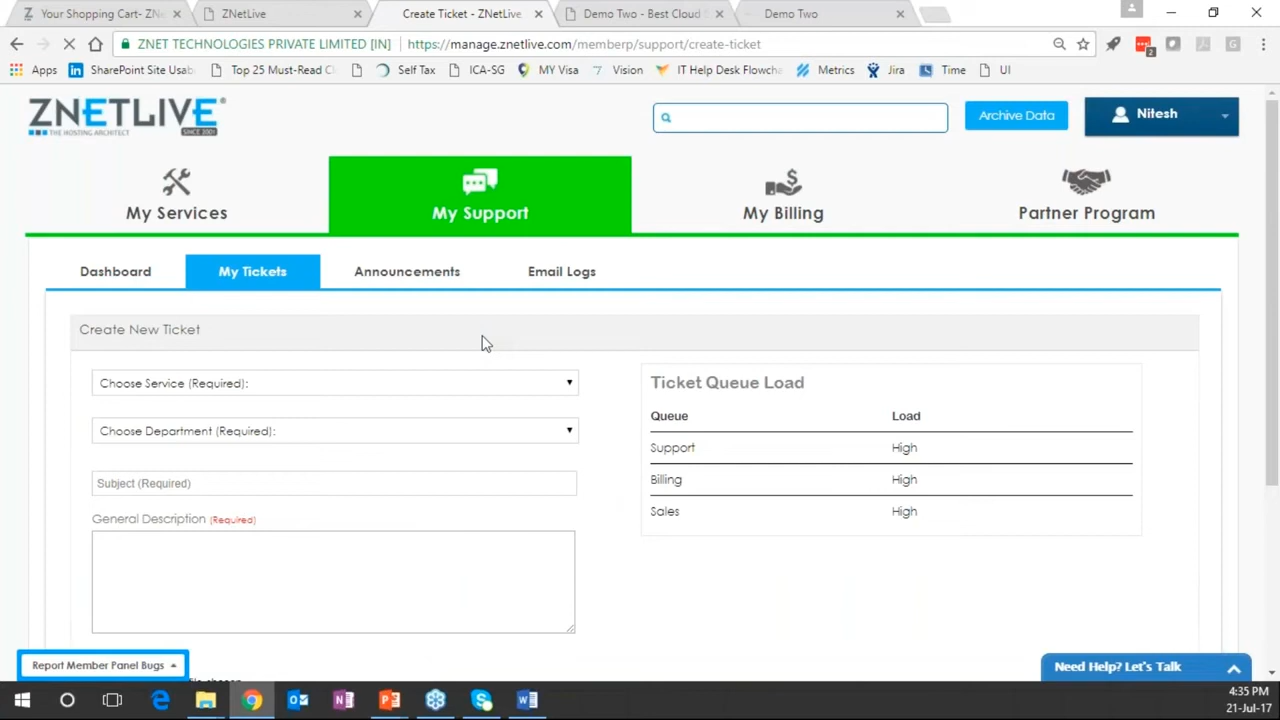 Your Shopping Cart- ZNe
ZNetLive
Create Ticket - ZNetLive
Demo Two - Best Cloud
Demo Two
ZNET TECHNOLOGIES PRIVATE LIMITED [IN]
https://manage.znetlive.com/memberp/support/create-ticket
Apps
SharePoint Site Usab
Top 25 Must-Read C
Self Tax
ICA-SG
MY Visa
Vision
IT Help Desk Flowcha
Metrics
Jira
Time
UI
ZNETLIVE
THE HOSTING ARCHITECT
SINCE 2001
Archive Data
Nitesh
My Services
My Support
My Billing
Partner Program
Dashboard
My Tickets
Announcements
Email Logs
Create New Ticket
Choose Service (Required):
Choose Department (Required):
Subject (Required)
General Description (Required)
Ticket Queue Load
Queue Load
Support High
Billing High
Sales High
Report Member Panel Bugs
Need Help? Let's Talk
4:35 PM
21-Jul-17